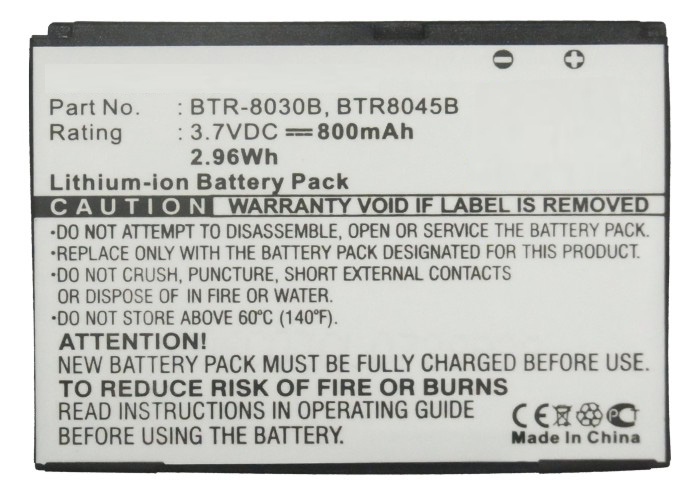 Part No. : BTR-8030B, BTR8045B
Rating : 3.7VDC ⎓ 800mAh
2.96Wh
Lithium-ion Battery Pack
CAUTION WARRANTY VOID IF LABEL IS REMOVED
•DO NOT ATTEMPT TO DISASSEMBLE, OPEN OR SERVICE THE BATTERY PACK.
•REPLACE ONLY WITH THE BATTERY PACK DESIGNATED FOR THIS PRODUCT.
•DO NOT CRUSH, PUNCTURE, SHORT EXTERNAL CONTACTS
OR DISPOSE OF IN FIRE OR WATER.
•DO NOT STORE ABOVE 60°C (140°F).
ATTENTION!
NEW BATTERY PACK MUST BE FULLY CHARGED BEFORE USE.
TO REDUCE RISK OF FIRE OR BURNS
READ INSTRUCTIONS IN OPERATING GUIDE
BEFORE USING THE BATTERY.
CE
Made In China